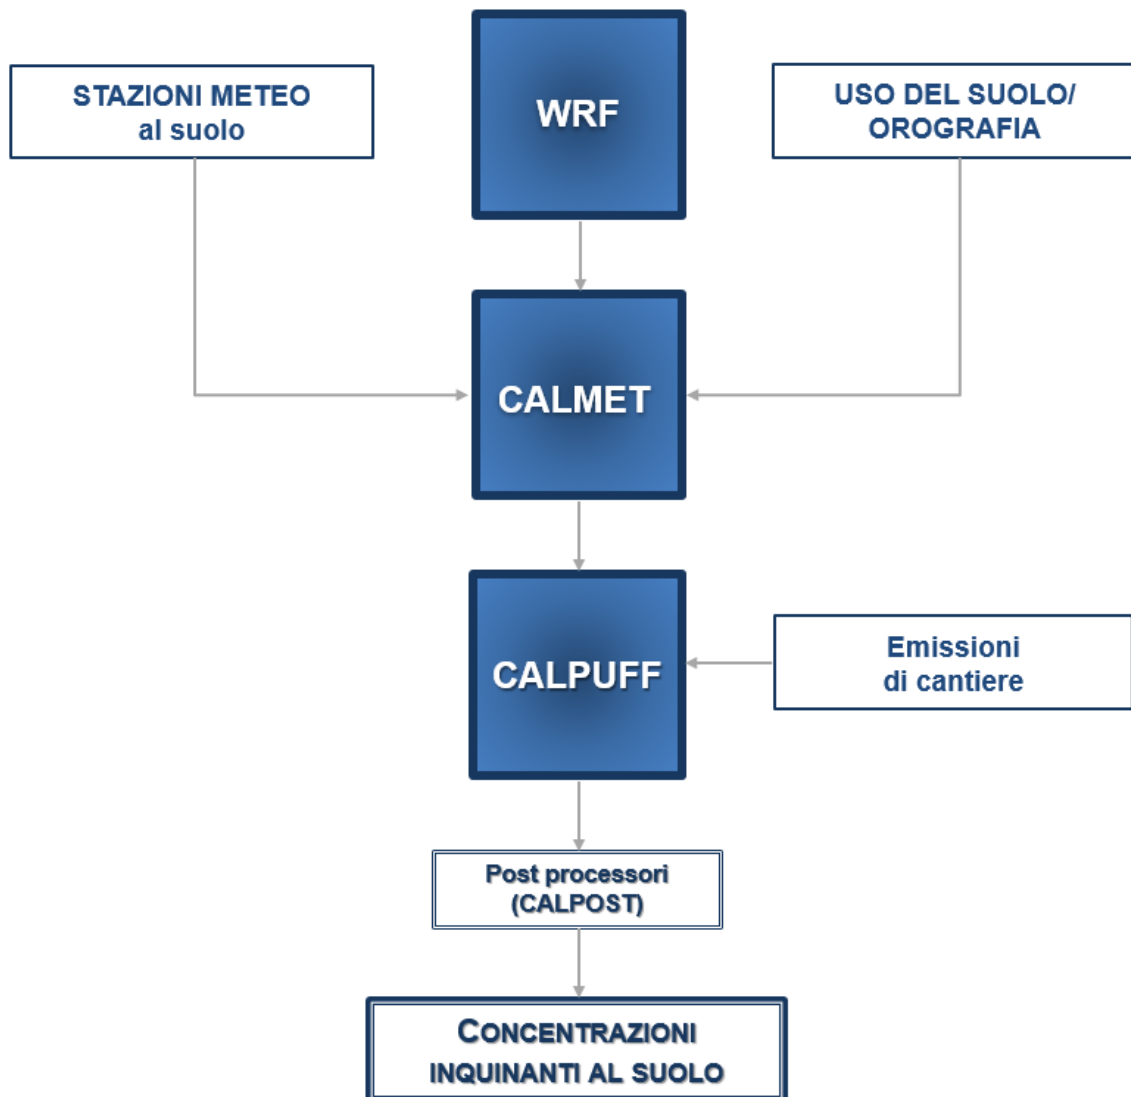 STAZIONI METEO
al suolo
WRF
USO DEL SUOLO/
OROGRAFIA
CALMET
CALPUFF
Emissioni
di cantiere
Post processori
(CALPOST)
CONCENTRAZIONI
INQUINANTI AL SUOLO